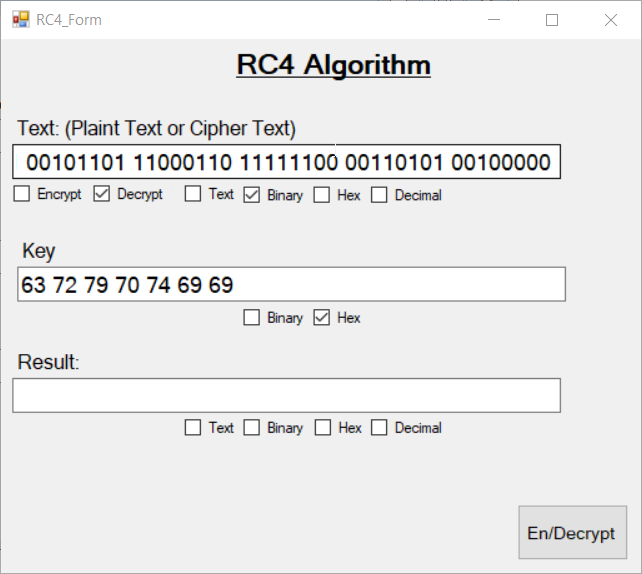 RC4_Form
RC4 Algorithm
Text: (Plaint Text or Cipher Text)
00101101 11000110 11111100 00110101 00100000
Encrypt Decrypt Text Binary Hex Decimal
Key
63 72 79 70 74 69 69
Binary Hex
Result:
Text Binary Hex Decimal
En/Decrypt